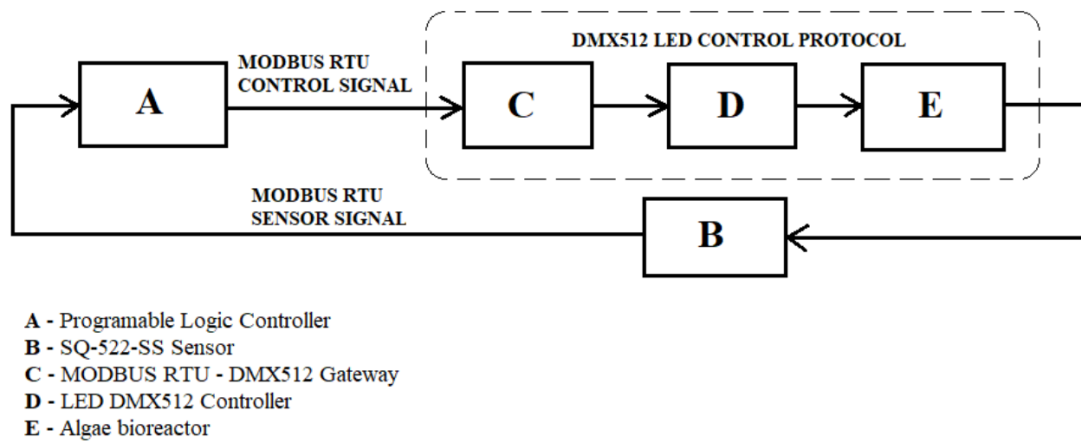 DMX512 LED CONTROL PROTOCOL
MODBUS RTU
CONTROL SIGNAL
A
C
D
E
MODBUS RTU
SENSOR SIGNAL
B
A - Programable Logic Controller
B - SQ-522-SS Sensor
C - MODBUS RTU - DMX512 Gateway
D - LED DMX512 Controller
E - Algae bioreactor